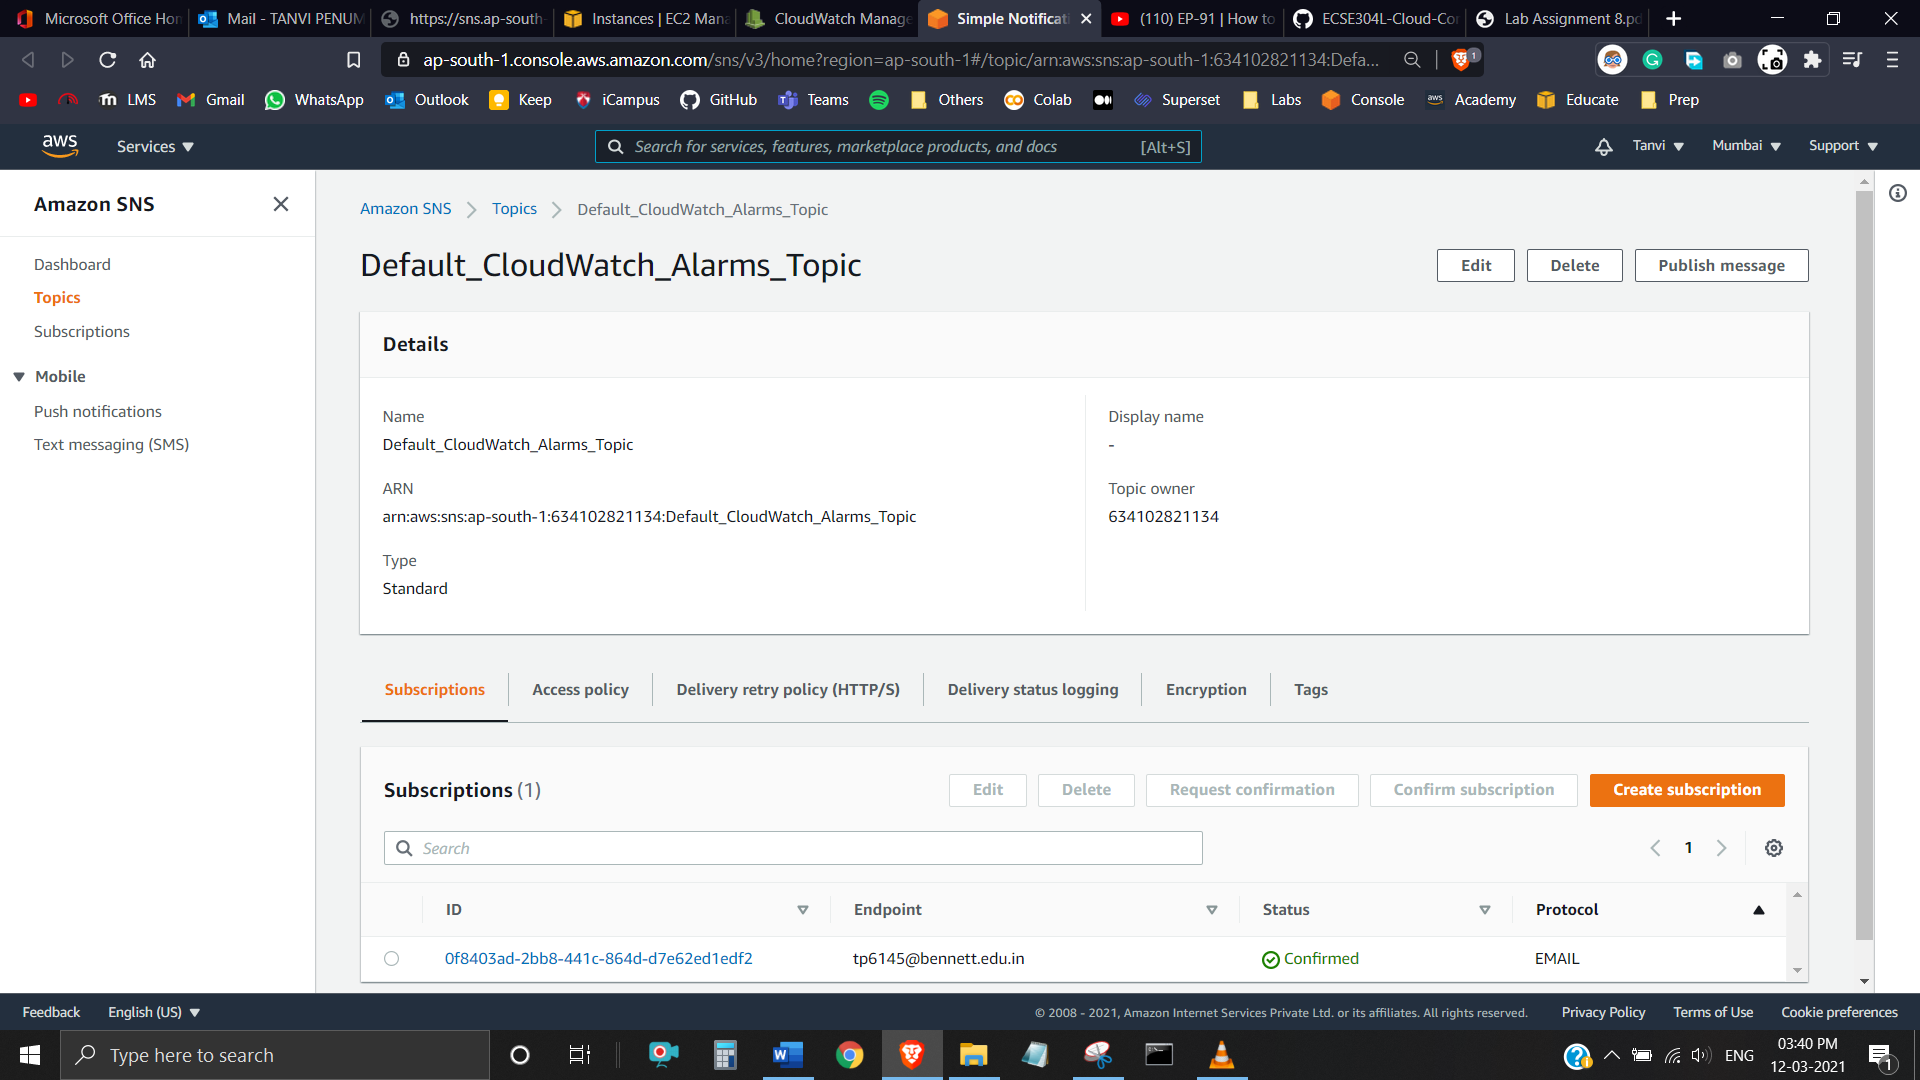 Microsoft Office Hon
Mail - TANVI PENUM
https://sns.ap-south-
Instances | EC2 Mana
CloudWatch Manage
Simple Notificati
(110) EP-91 | How to
ECSE304L-Cloud-Con
Lab Assignment 8.pd
ap-south-1.console.aws.amazon.com/sns/v3/home?region=ap-south-1#/topic/arn:aws:sns:ap-south-1:634102821134:Defa...
1
LMS
Gmail
WhatsApp
Outlook
Keep
iCampus
GitHub
Teams
Others
Colab
Superset
Labs
Console
aws
Academy
Educate
Prep
aws
Services
Search for services, features, marketplace products, and docs
[Alt+S]
Tanvi
Mumbai
Support
Amazon SNS
Dashboard
Topics
Subscriptions
Mobile
Push notifications
Text messaging (SMS)
Amazon SNS
Topics
Default_CloudWatch_Alarms_Topic
Default_CloudWatch_Alarms_Topic
Edit
Delete
Publish message
Details
Name
Default_CloudWatch_Alarms_Topic
Display name
-
ARN
arn:aws:sns:ap-south-1:634102821134:Default_CloudWatch_Alarms_Topic
Topic owner
634102821134
Type
Standard
Subscriptions
Access policy
Delivery retry policy (HTTP/S)
Delivery status logging
Encryption
Tags
Subscriptions (1)
Edit
Delete
Request confirmation
Confirm subscription
Create subscription
Search
1
ID
Endpoint
Status
Protocol
0f8403ad-2bb8-441c-864d-d7e62ed1edf2
tp6145@bennett.edu.in
Confirmed
EMAIL
Feedback
English (US)
© 2008 - 2021, Amazon Internet Services Private Ltd. or its affiliates. All rights reserved.
Privacy Policy
Terms of Use
Cookie preferences
Type here to search
ENG
03:40 PM
12-03-2021
1